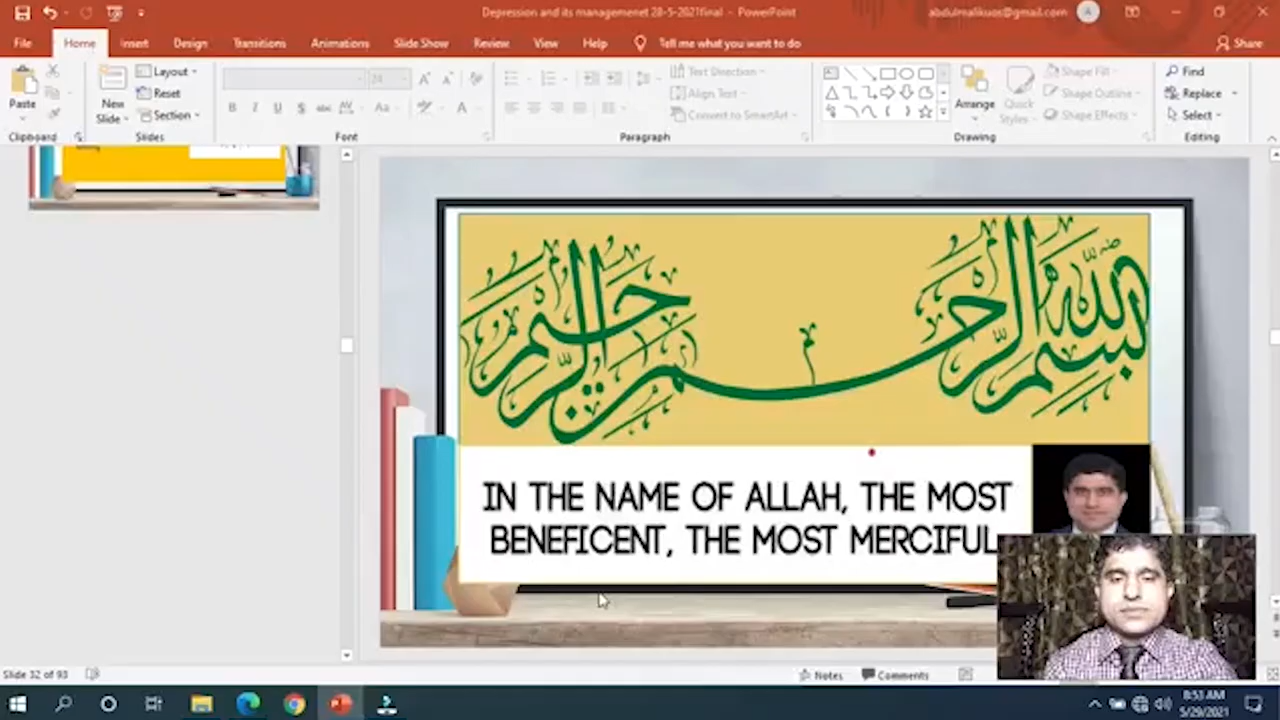 Depression and its managemenet 28-5-2021final - PowerPoint
abdulmalikuos@gmail.com
A
File Home Insert Design Transitions Animations Slide Show Review View Help Tell me what you want to do Share
Paste
Clipboard
New Slide
Layout
Reset
Section
Slides
24
B I U S abc AV Aa A
Font
Text Direction
Align Text
Convert to SmartArt
Paragraph
Arrange
Quick Styles
Shape Fill
Shape Outline
Shape Effects
Drawing
Find
Replace
Select
Editing
بسم الله الرحمن الرحيم
IN THE NAME OF ALLAH, THE MOST
BENEFICENT, THE MOST MERCIFUL
Slide 32 of 93
Notes
Comments
8:53 AM
5/29/2021